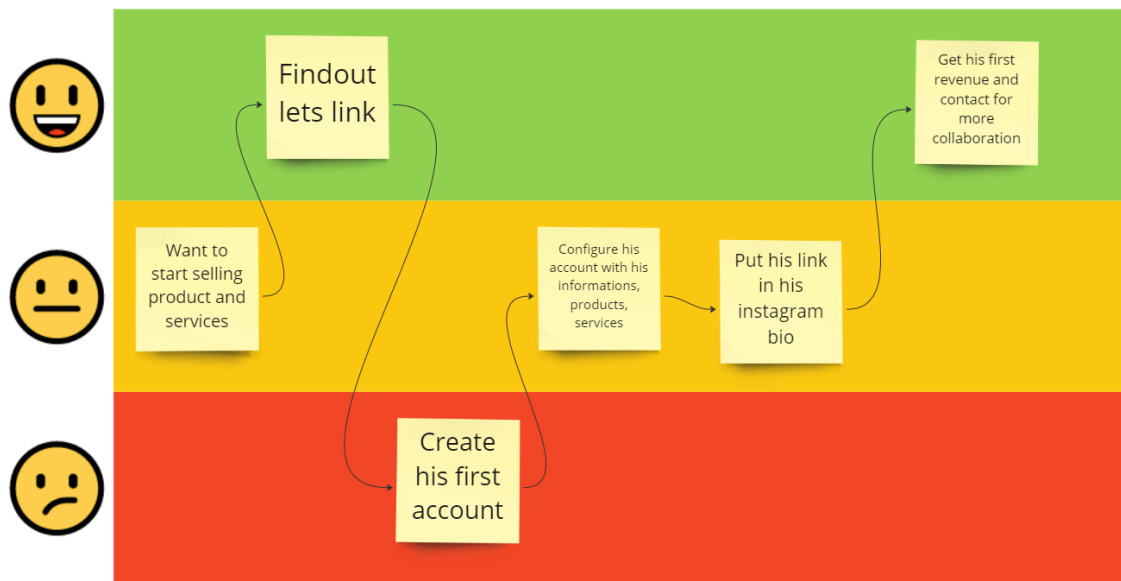 Want to
start selling
product and
services
Findout
lets link
Create
his first
account
Configure his
account with his
informations,
products,
services
Put his link
in his
instagram
bio
Get his first
revenue and
contact for
more
collaboration